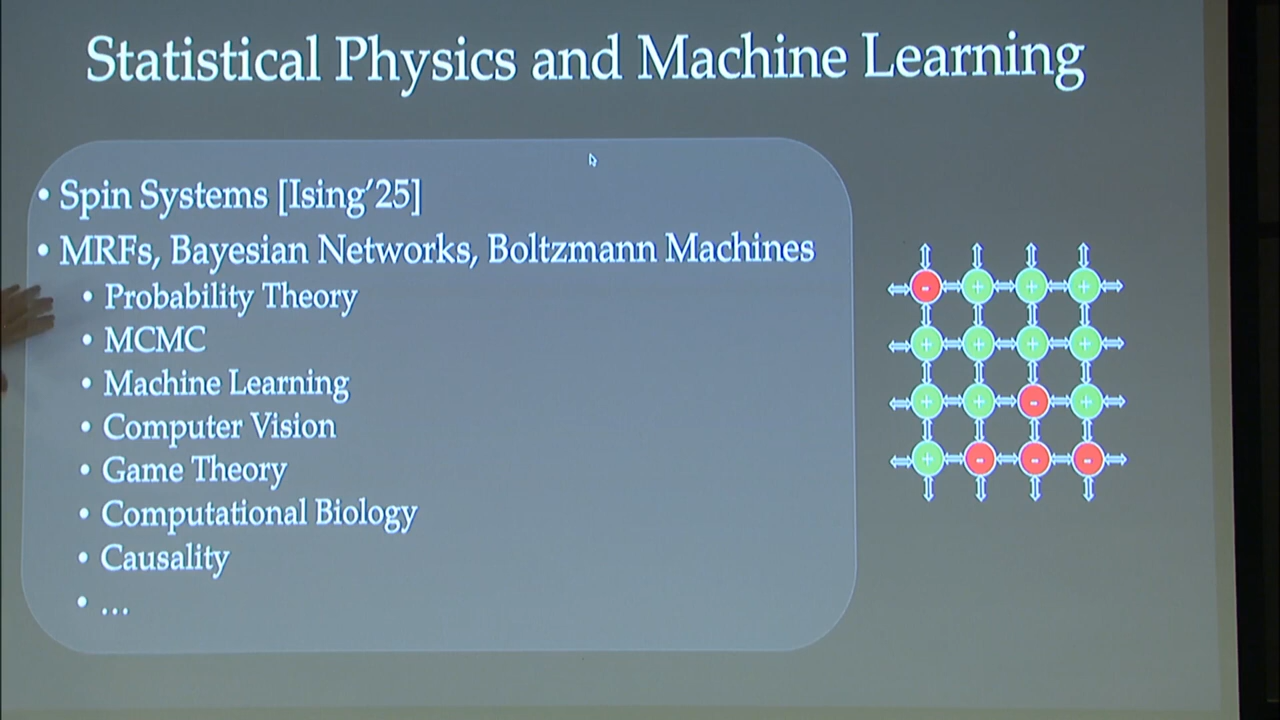 Statistical Physics and Machine Learning
• Spin Systems [Ising'25]
• MRFs, Bayesian Networks, Boltzmann Machines
• Probability Theory
• MCMC
• Machine Learning
• Computer Vision
• Game Theory
• Computational Biology
• Causality
• ...
- + + +
+ + + +
+ + - +
+ - - -